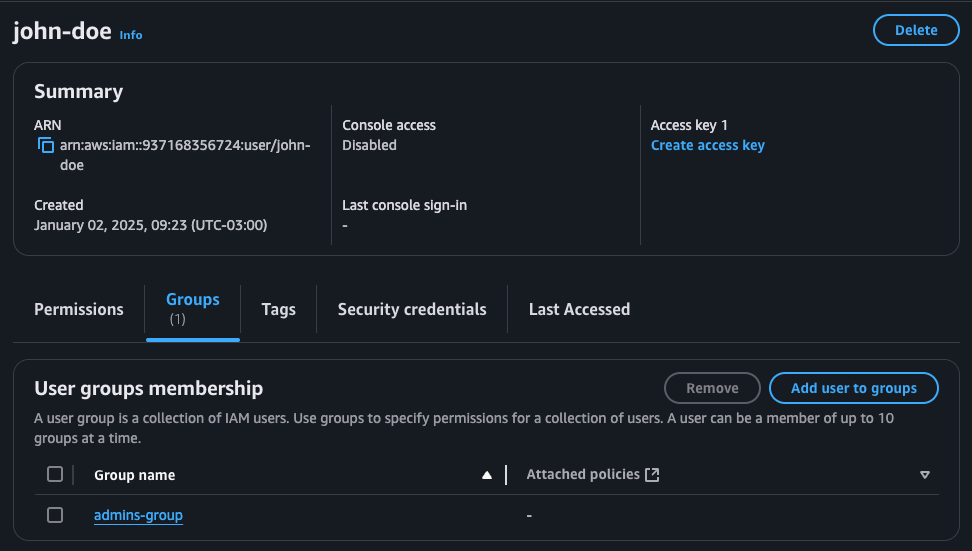 john-doe Info
Delete
Summary
ARN
arn:aws:iam::937168356724:user/john-
doe
Created
January 02, 2025, 09:23 (UTC-03:00)
Console access
Disabled
Last console sign-in
-
Access key 1
Create access key
Permissions
Groups
(1)
Tags
Security credentials
Last Accessed
User groups membership
Remove
Add user to groups
A user group is a collection of IAM users. Use groups to specify permissions for a collection of users. A user can be a member of up to 10
groups at a time.
Group name
Attached policies
admins-group
-